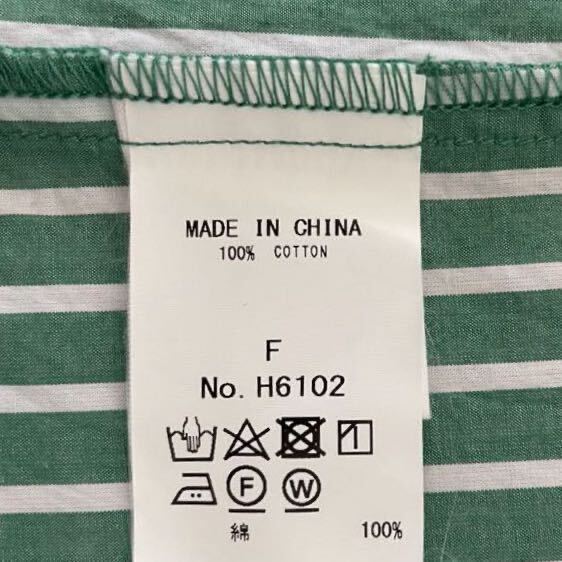 MADE IN CHINA
100% COTTON
F
No. H6102
F W
綿 100%